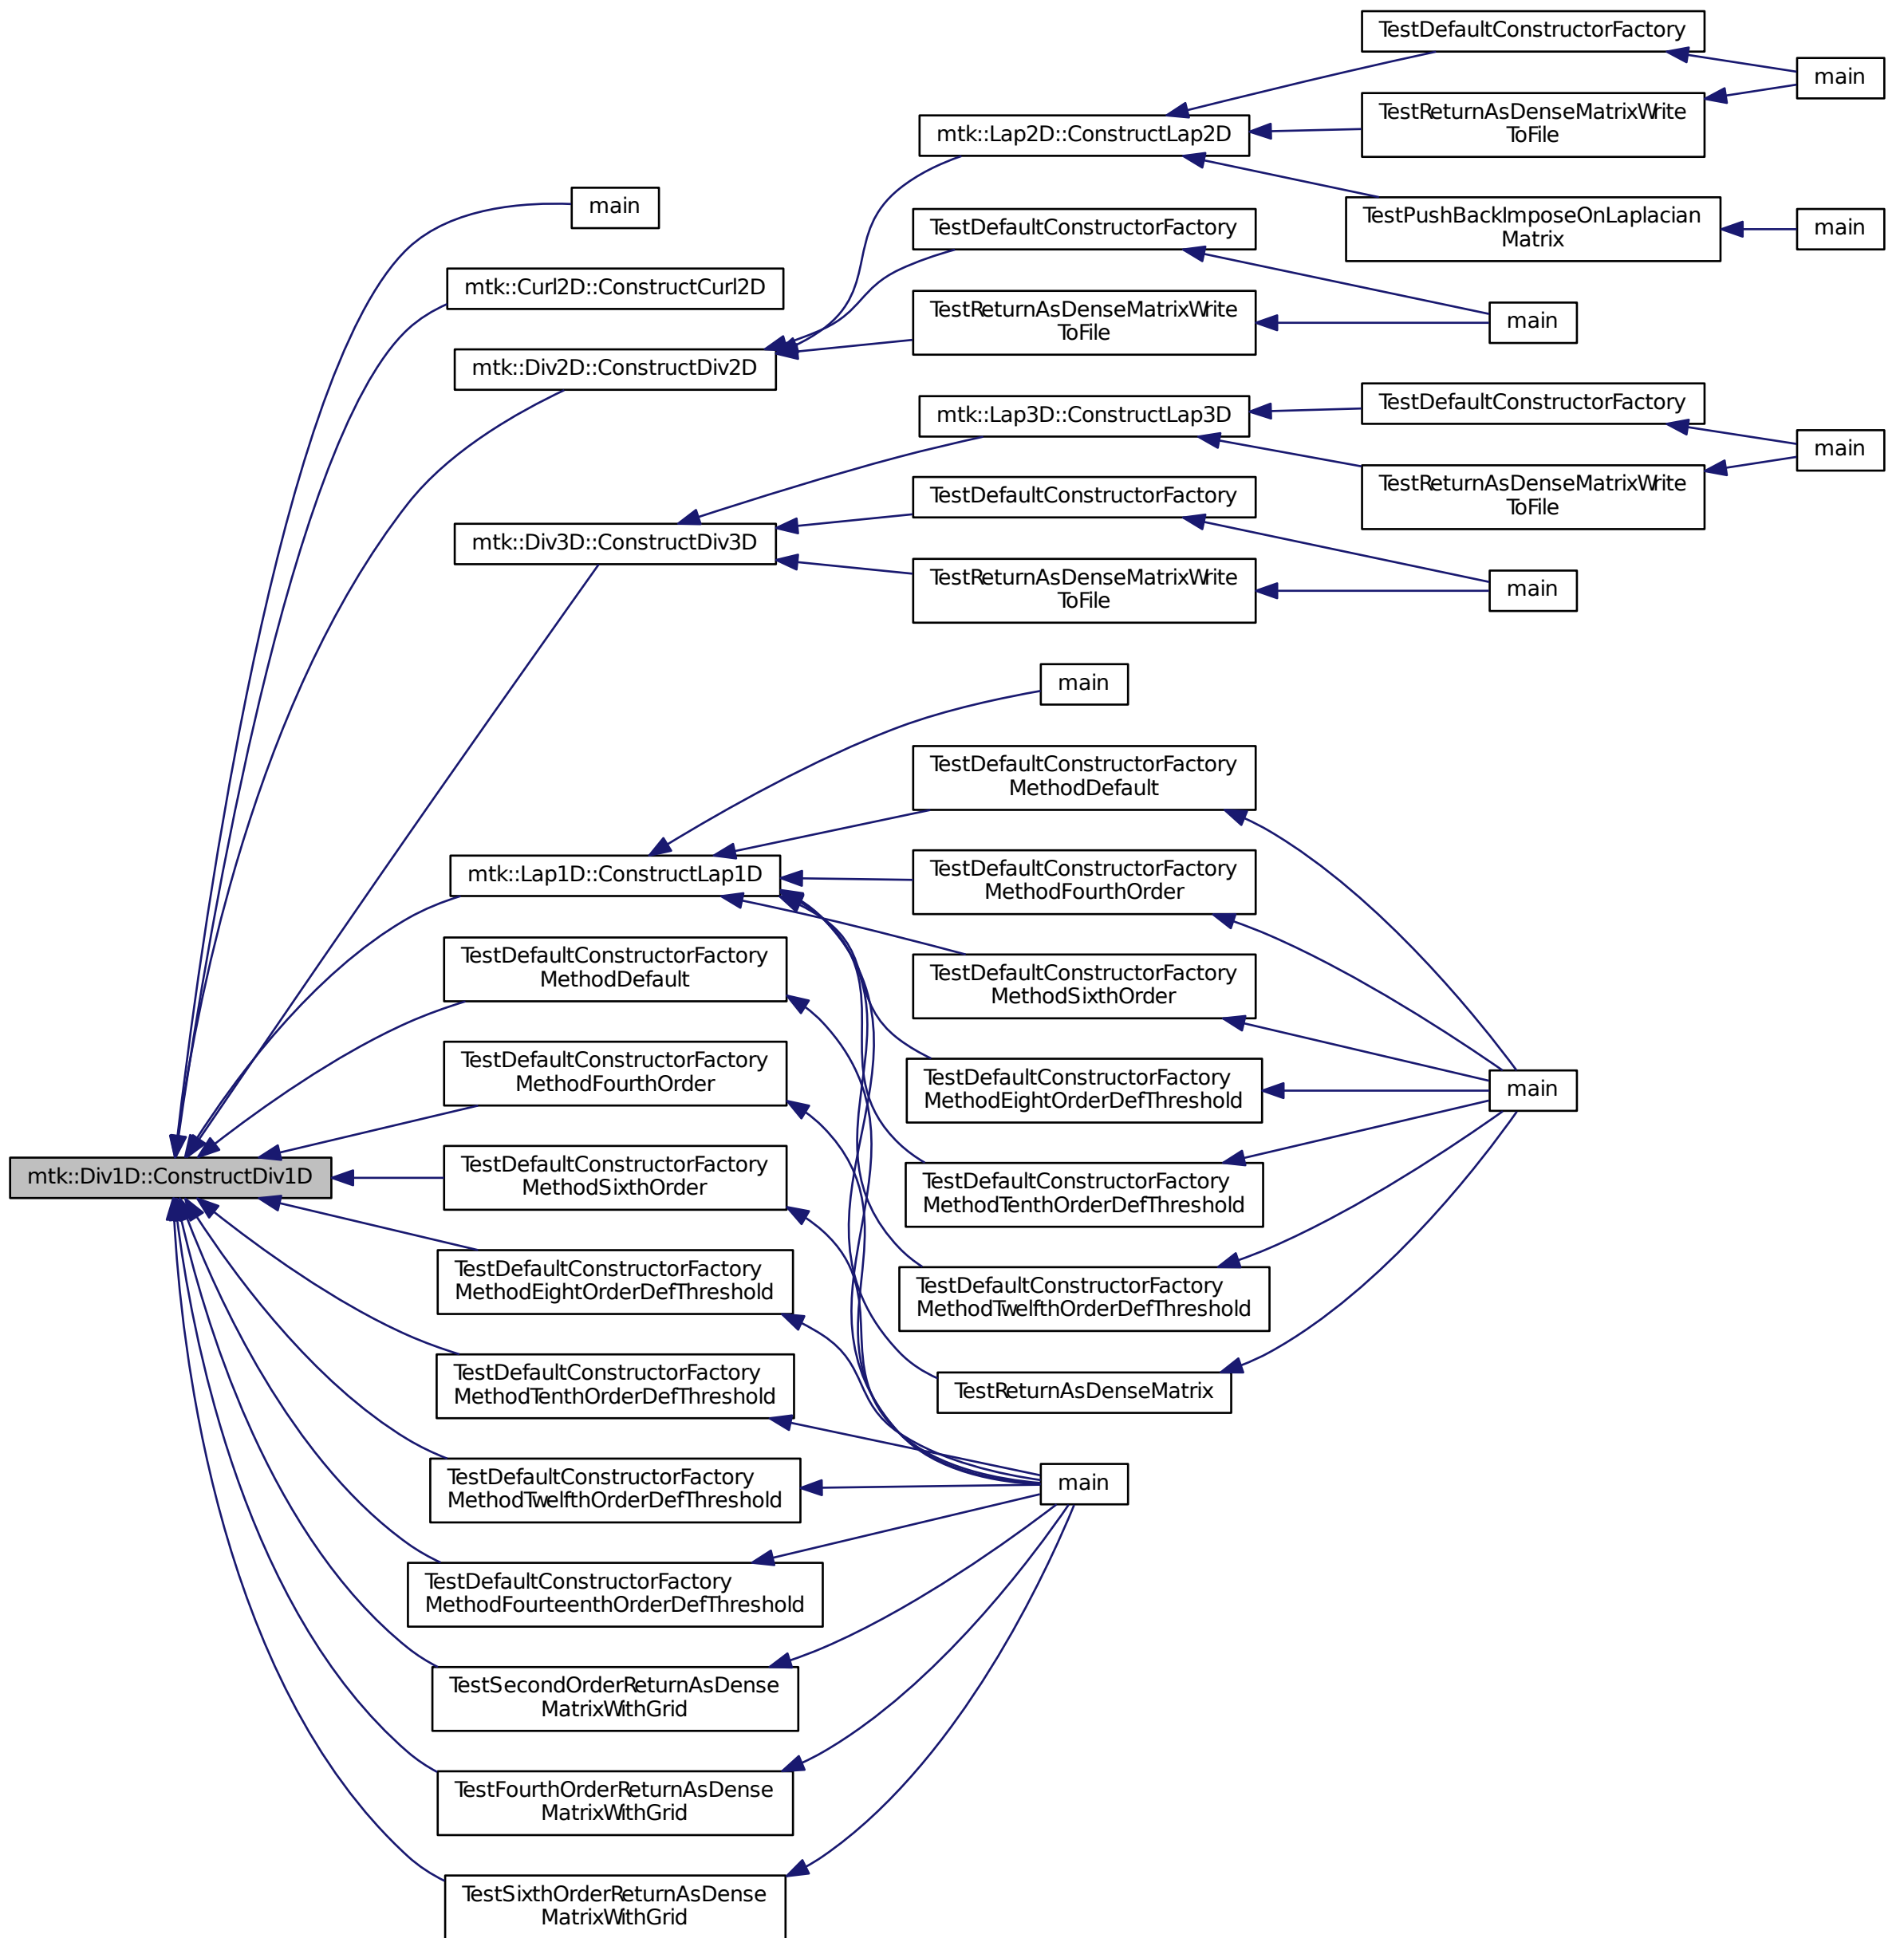 TestDefaultConstructorFactory
main
TestReturnAsDenseMatrixWrite
ToFile
mtk::Lap2D::ConstructLap2D
TestPushBackImposeOnLaplacian
Matrix
main
main
TestDefaultConstructorFactory
mtk::Curl2D::ConstructCurl2D
TestReturnAsDenseMatrixWrite
ToFile
main
mtk::Div2D::ConstructDiv2D
TestDefaultConstructorFactory
mtk::Lap3D::ConstructLap3D
main
TestReturnAsDenseMatrixWrite
ToFile
TestDefaultConstructorFactory
mtk::Div3D::ConstructDiv3D
TestReturnAsDenseMatrixWrite
ToFile
main
main
TestDefaultConstructorFactory
MethodDefault
mtk::Lap1D::ConstructLap1D
TestDefaultConstructorFactory
MethodFourthOrder
TestDefaultConstructorFactory
MethodDefault
TestDefaultConstructorFactory
MethodSixthOrder
TestDefaultConstructorFactory
MethodFourthOrder
TestDefaultConstructorFactory
MethodEightOrderDefThreshold
main
mtk::Div1D::ConstructDiv1D
TestDefaultConstructorFactory
MethodSixthOrder
TestDefaultConstructorFactory
MethodTenthOrderDefThreshold
TestDefaultConstructorFactory
MethodEightOrderDefThreshold
TestDefaultConstructorFactory
MethodTwelfthOrderDefThreshold
TestDefaultConstructorFactory
MethodTenthOrderDefThreshold
TestReturnAsDenseMatrix
TestDefaultConstructorFactory
MethodTwelfthOrderDefThreshold
main
TestDefaultConstructorFactory
MethodFourteenthOrderDefThreshold
TestSecondOrderReturnAsDense
MatrixWithGrid
TestFourthOrderReturnAsDense
MatrixWithGrid
TestSixthOrderReturnAsDense
MatrixWithGrid